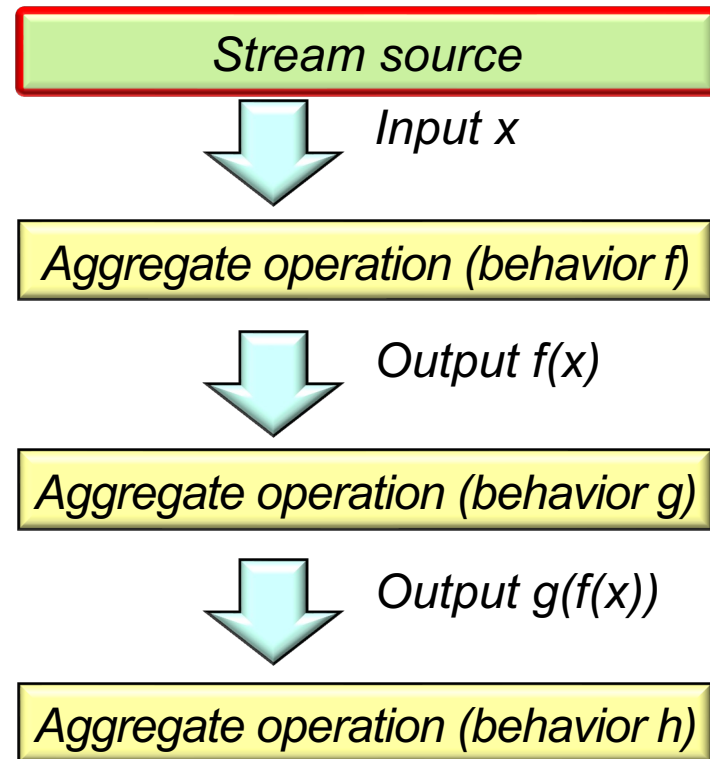 Stream source
Input x
Aggregate operation (behavior f)
Output f(x)
Aggregate operation (behavior g)
Output g(f(x))
Aggregate operation (behavior h)